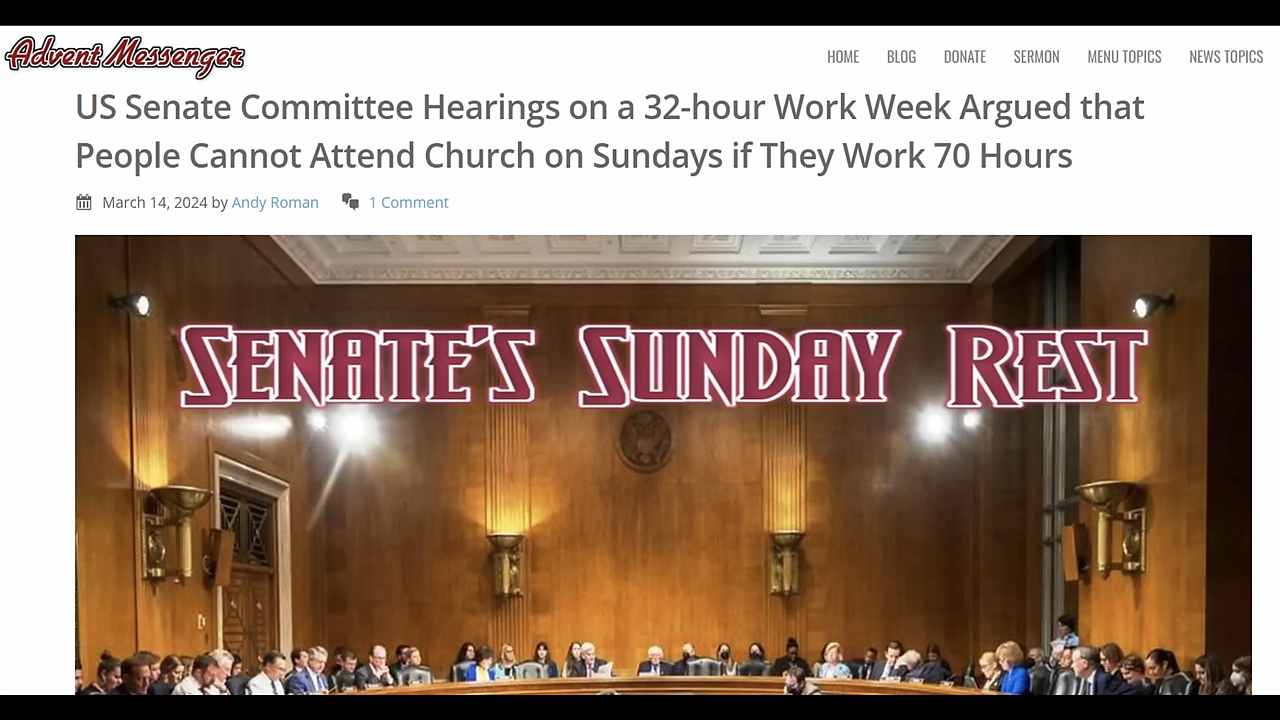 Advent Messenger
HOME BLOG DONATE SERMON MENU TOPICS NEWS TOPICS
US Senate Committee Hearings on a 32-hour Work Week Argued that
People Cannot Attend Church on Sundays if They Work 70 Hours
March 14, 2024 by Andy Roman 1 Comment
SENATE'S SUNDAY REST